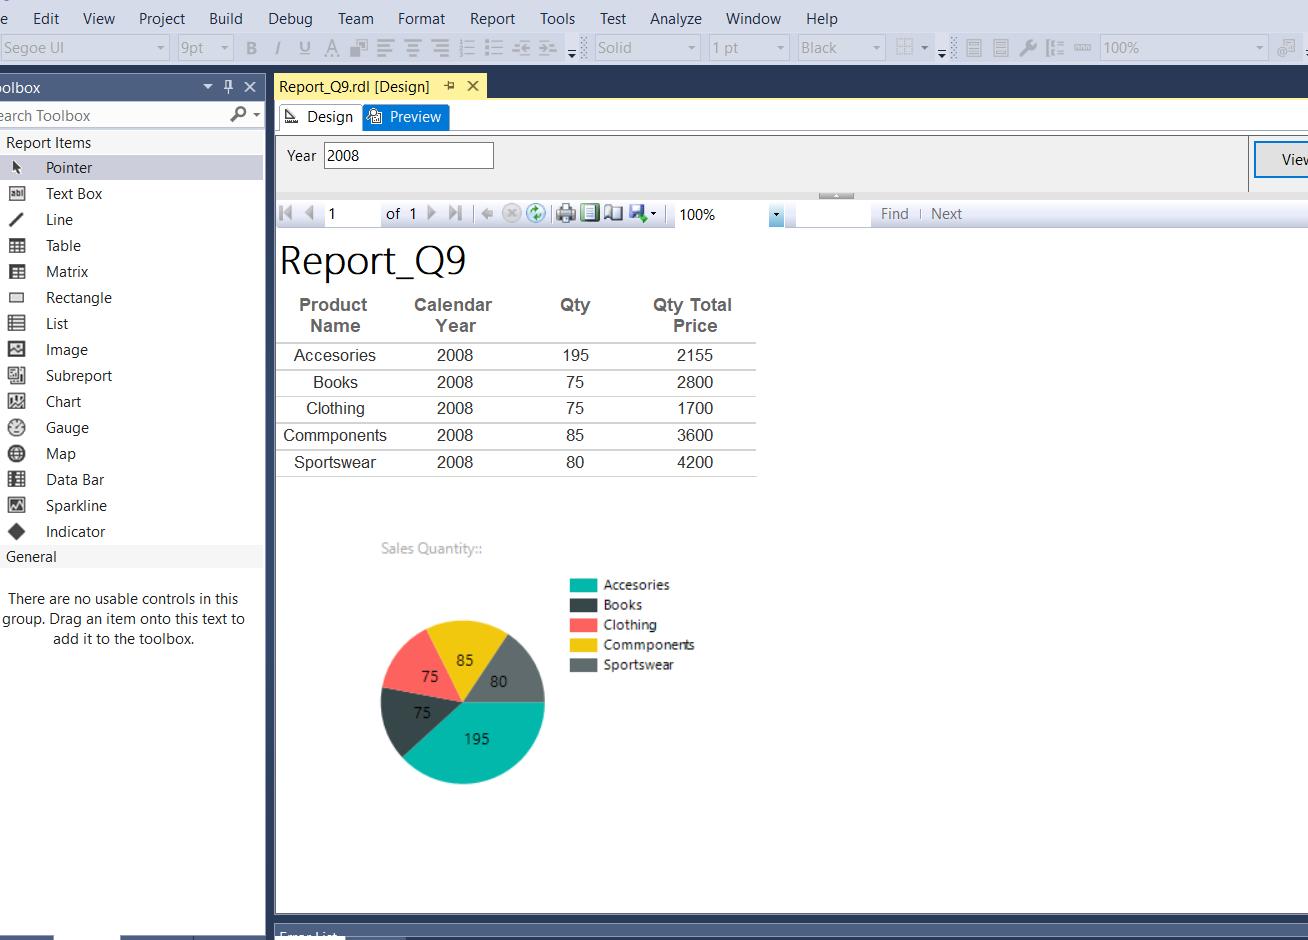 e Edit View Project Build Debug Team Format Report Tools Test Analyze Window Help
Segoe UI 9pt B I U A Solid 1 pt Black 100%
oolbox
Report_Q9.rdl [Design]
earch Toolbox
Design Preview
Report Items
Pointer
Text Box
Line
Table
Matrix
Rectangle
List
Image
Subreport
Chart
Gauge
Map
Data Bar
Sparkline
Indicator
General
There are no usable controls in this
group. Drag an item onto this text to
add it to the toolbox.
Year 2008 View
1 of 1 100% Find Next
Report_Q9
Product Calendar Qty Qty Total
Name Year Price
Accesories 2008 195 2155
Books 2008 75 2800
Clothing 2008 75 1700
Commponents 2008 85 3600
Sportswear 2008 80 4200
Sales Quantity::
Accesories
Books
Clothing
Commponents
Sportswear
85
75
80
75
195
Error List